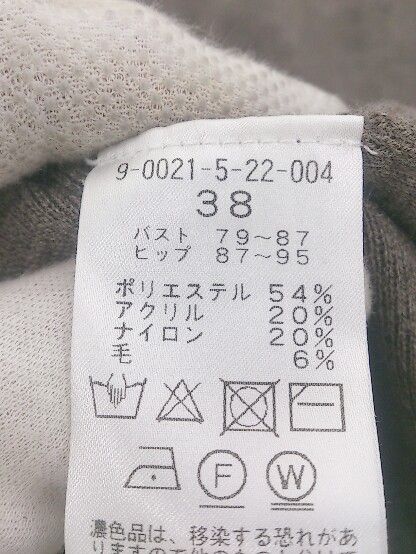 9-0021-5-22-004
38
バスト 79～87
ヒップ 87～95
ポリエステル 54%
アクリル 20%
ナイロン 20%
毛 6%
F W
濃色品は、移染する恐れがあ